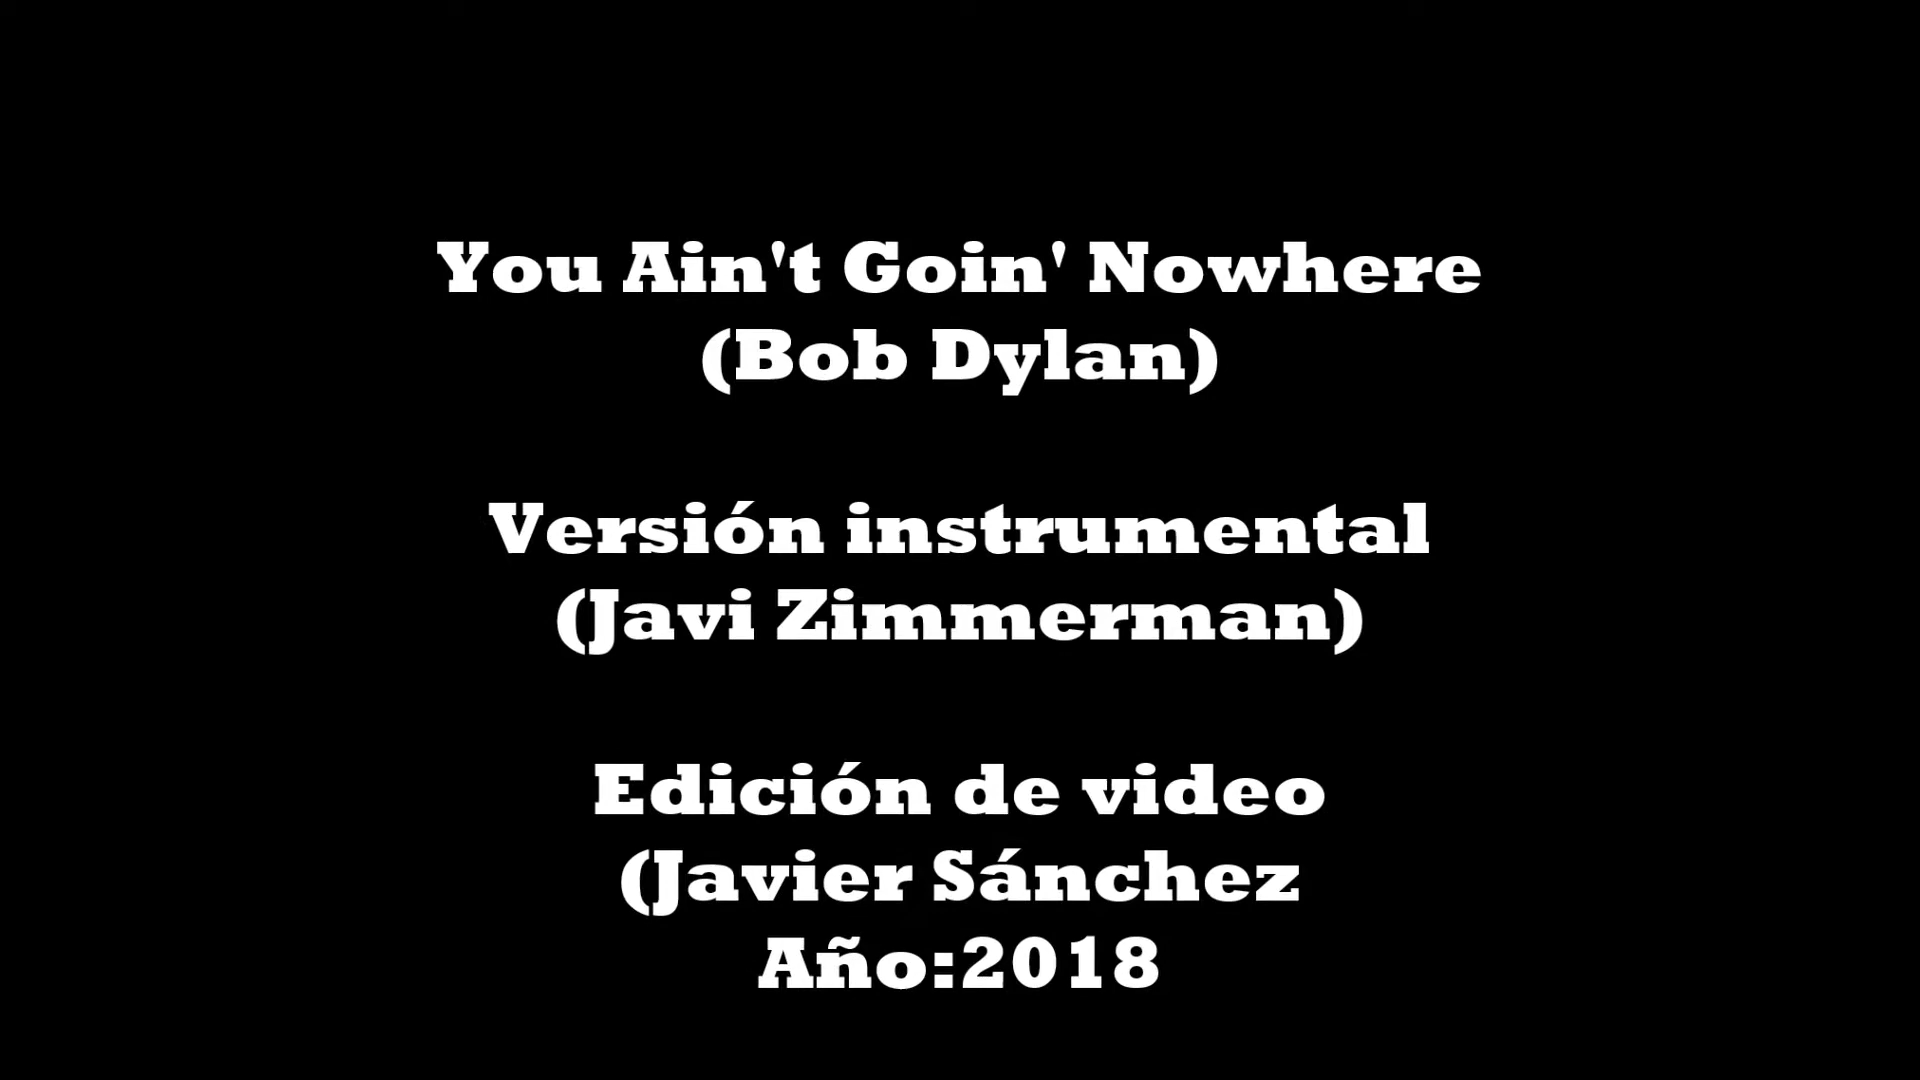 You Ain't Goin' Nowhere
(Bob Dylan)
Versión instrumental
(Javi Zimmerman)
Edición de video
(Javier Sánchez
Año:2018